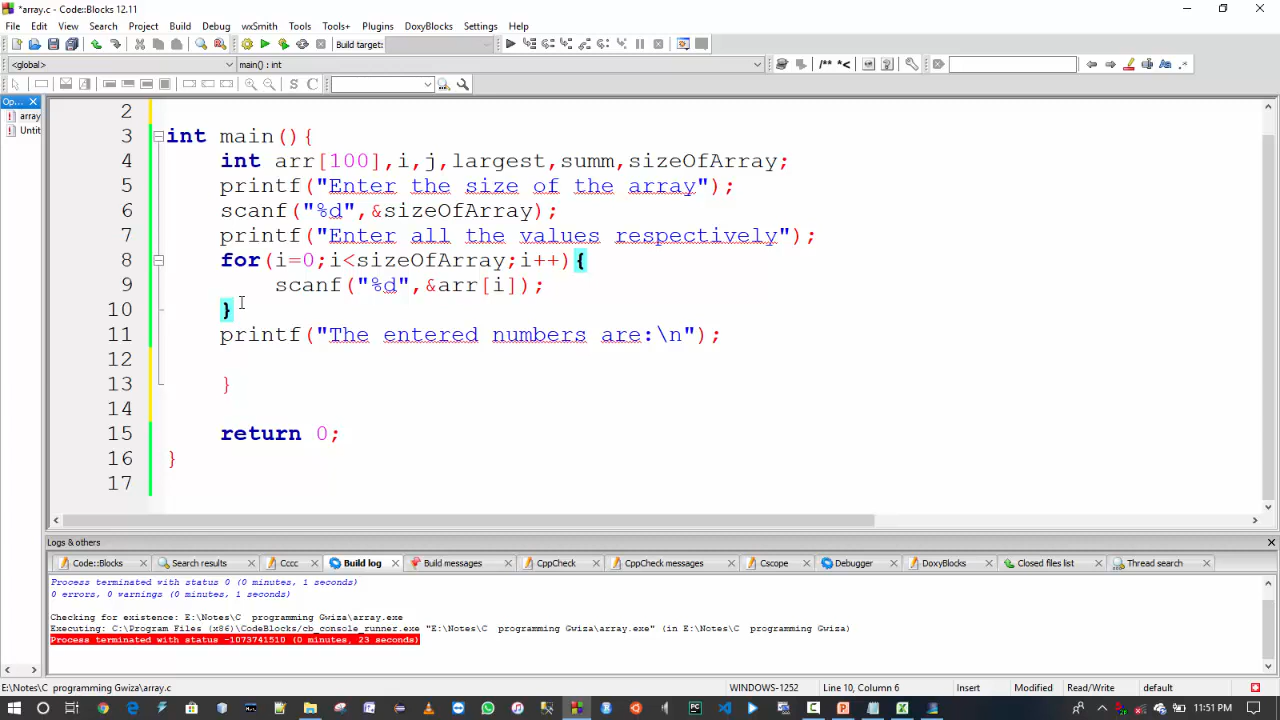 *array.c - Code::Blocks 12.11
File Edit View Search Project Build Debug wxSmith Tools Tools+ Plugins DoxyBlocks Settings Help
Build target:
/** *<
<global> main() : int
S C
.*
Op...
array
Untit
2
3 int main(){
4 int arr[100],i,j,largest,summ,sizeOfArray;
5 printf("Enter the size of the array");
6 scanf("%d",&sizeOfArray);
7 printf("Enter all the values respectively");
8 for(i=0;i<sizeOfArray;i++){
9 scanf("%d",&arr[i]);
10 }
11 printf("The entered numbers are:\n");
12
13 }
14
15 return 0;
16 }
17
Logs & others
Code::Blocks Search results Cccc Build log Build messages CppCheck CppCheck messages Cscope Debugger DoxyBlocks Closed files list Thread search
Process terminated with status 0 (0 minutes, 1 seconds)
0 errors, 0 warnings (0 minutes, 1 seconds)
Checking for existence: E:\Notes\C  programming Gwiza\array.exe
Executing: C:\Program Files (x86)\CodeBlocks/cb_console_runner.exe "E:\Notes\C  programming Gwiza\array.exe" (in E:\Notes\C  programming Gwiza)
Process terminated with status -1073741510 (0 minutes, 23 seconds)
E:\Notes\C  programming Gwiza\array.c WINDOWS-1252 Line 10, Column 6 Insert Modified Read/Write default
11:51 PM